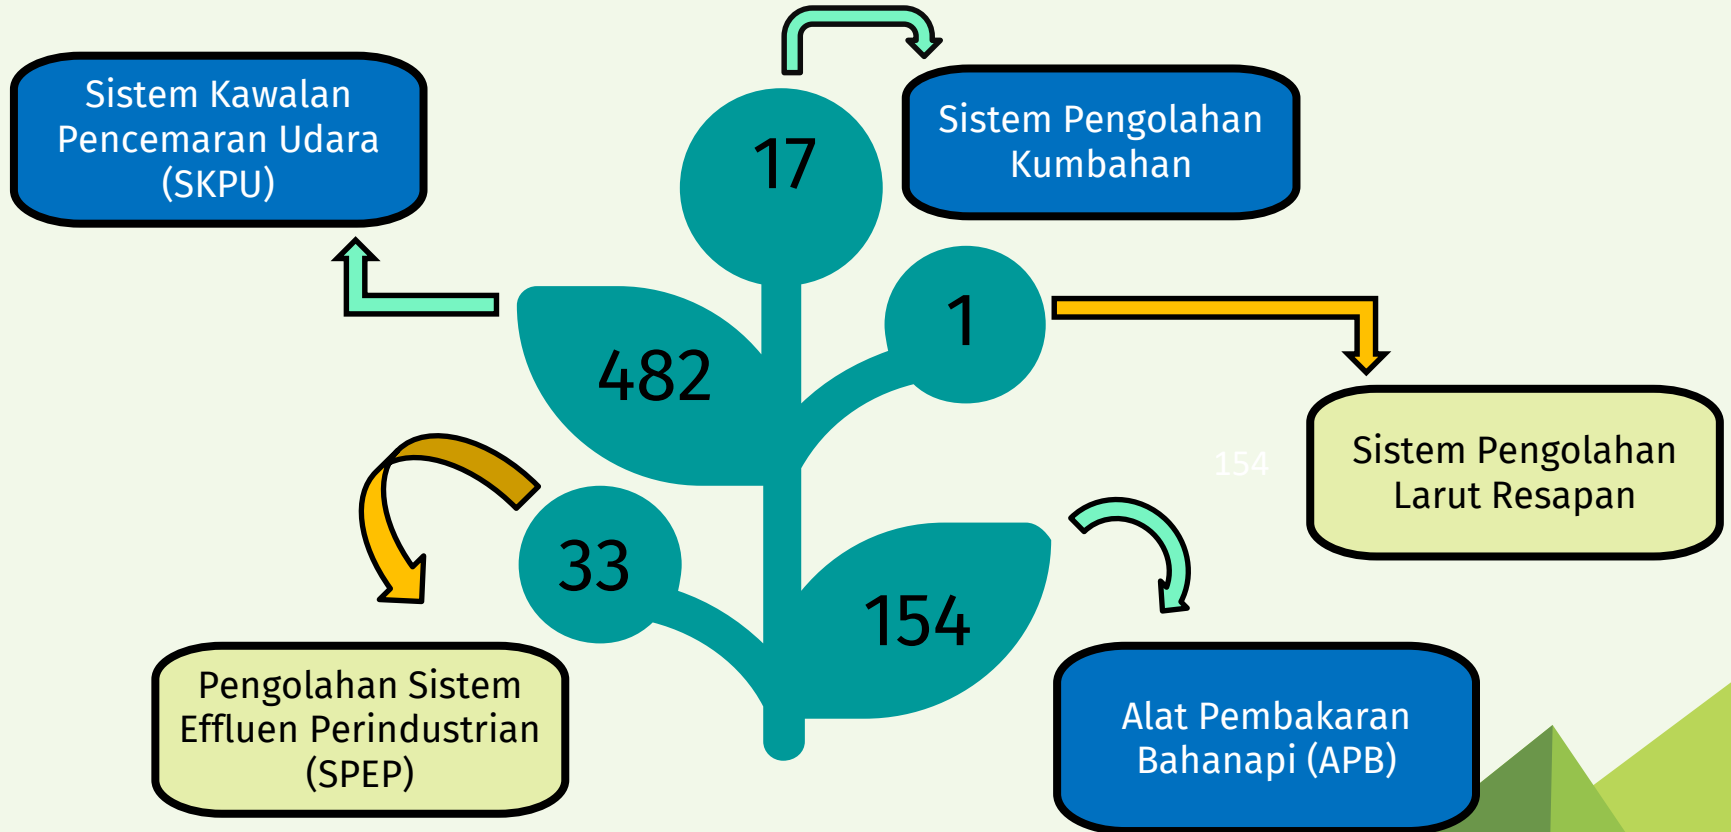 Sistem Kawalan
Pencemaran Udara
(SKPU)
17
Sistem Pengolahan
Kumbahan
482
1
154
Sistem Pengolahan
Larut Resapan
33
154
Pengolahan Sistem
Effluen Perindustrian
(SPEP)
Alat Pembakaran
Bahanapi (APB)